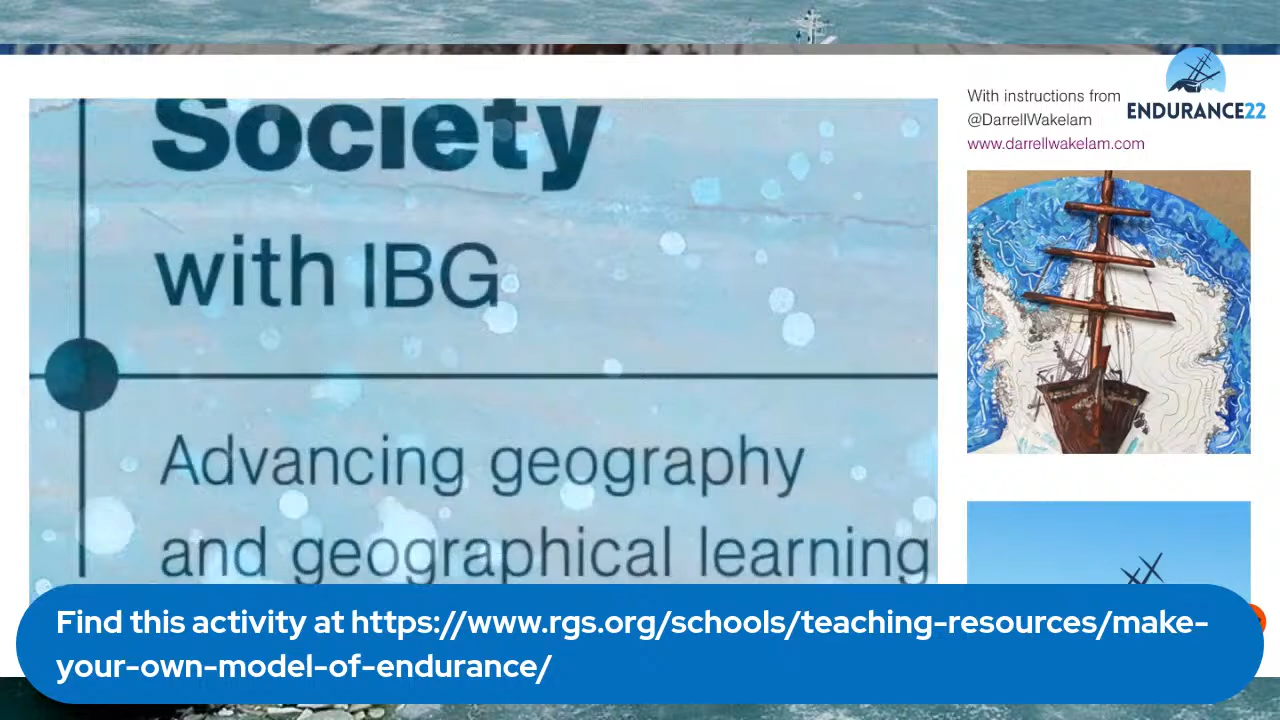 Society
with IBG
Advancing geography
and geographical learning
With instructions from
@DarrellWakelam
www.darrellwakelam.com
ENDURANCE22
Find this activity at https://www.rgs.org/schools/teaching-resources/make-
your-own-model-of-endurance/